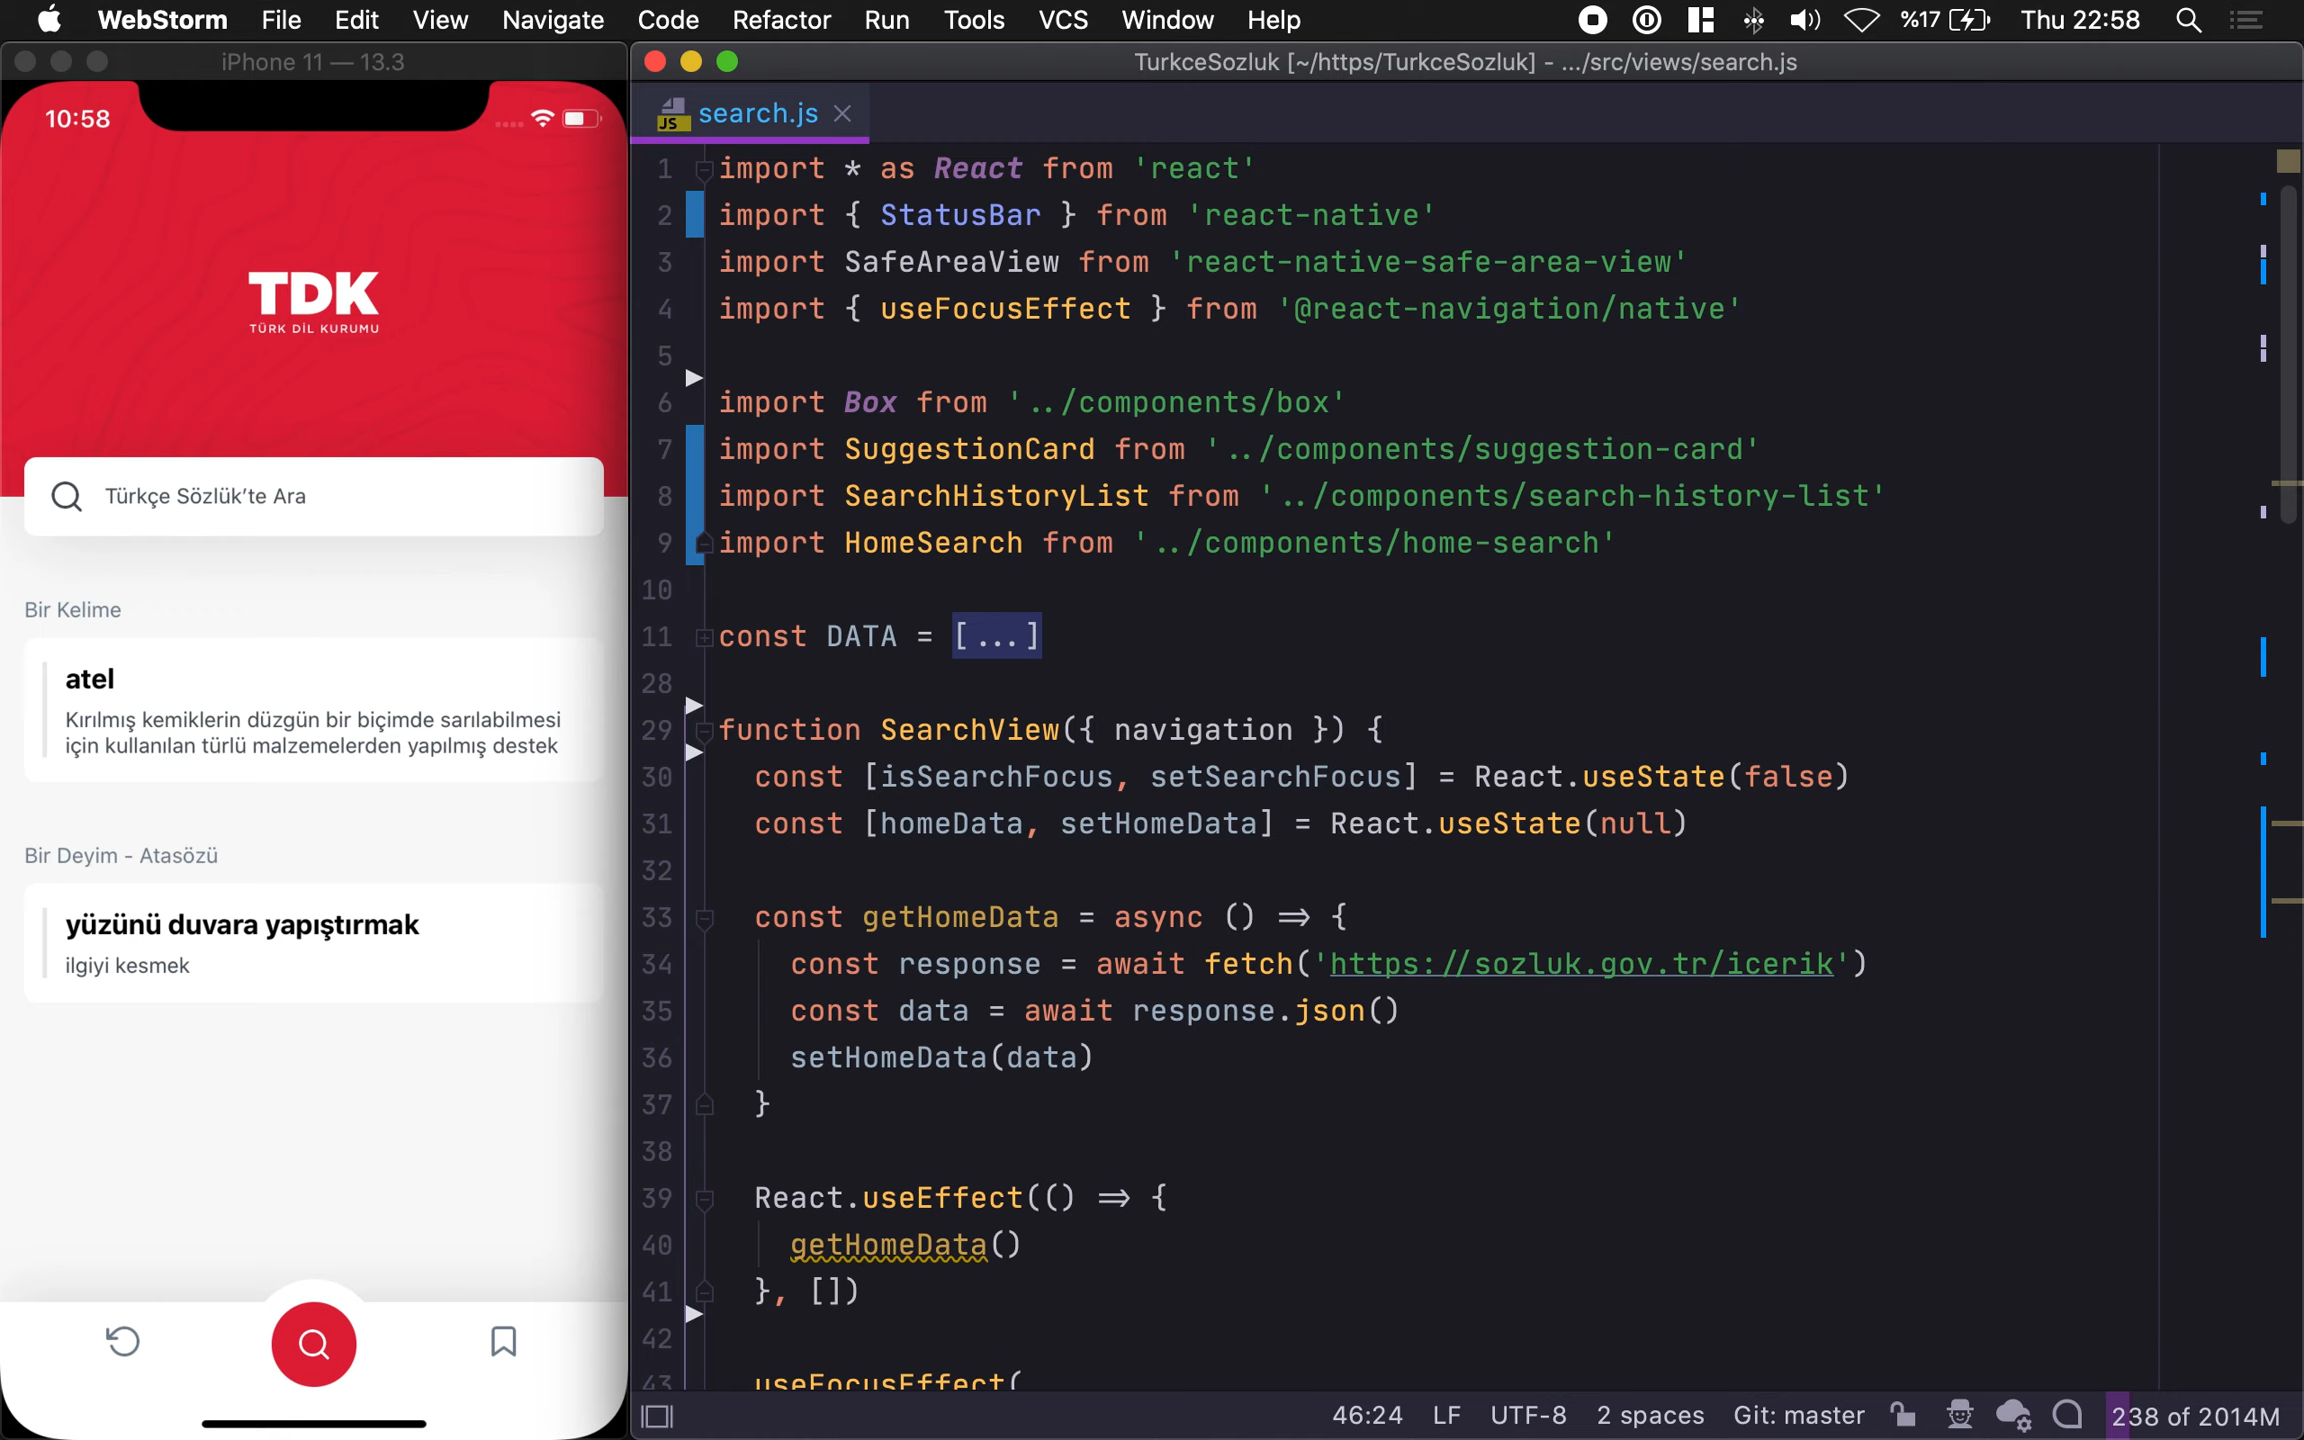 WebStorm File Edit View Navigate Code Refactor Run Tools VCS Window Help %17 Thu 22:58
iPhone 11 — 13.3
10:58
TDK
TÜRK DİL KURUMU
Türkçe Sözlük’te Ara
Bir Kelime
atel
Kırılmış kemiklerin düzgün bir biçimde sarılabilmesi
için kullanılan türlü malzemelerden yapılmış destek
Bir Deyim - Atasözü
yüzünü duvara yapıştırmak
ilgiyi kesmek
TurkceSozluk [~/https/TurkceSozluk] - .../src/views/search.js
JS search.js
1 import * as React from 'react'
2 import { StatusBar } from 'react-native'
3 import SafeAreaView from 'react-native-safe-area-view'
4 import { useFocusEffect } from '@react-navigation/native'
5
6 import Box from '../components/box'
7 import SuggestionCard from '../components/suggestion-card'
8 import SearchHistoryList from '../components/search-history-list'
9 import HomeSearch from '../components/home-search'
10
11 const DATA = [...]
28
29 function SearchView({ navigation }) {
30 const [isSearchFocus, setSearchFocus] = React.useState(false)
31 const [homeData, setHomeData] = React.useState(null)
32
33 const getHomeData = async () => {
34 const response = await fetch('https://sozluk.gov.tr/icerik')
35 const data = await response.json()
36 setHomeData(data)
37 }
38
39 React.useEffect(() => {
40 getHomeData()
41 }, [])
42
43 useFocusEffect(
46:24 LF UTF-8 2 spaces Git: master 238 of 2014M